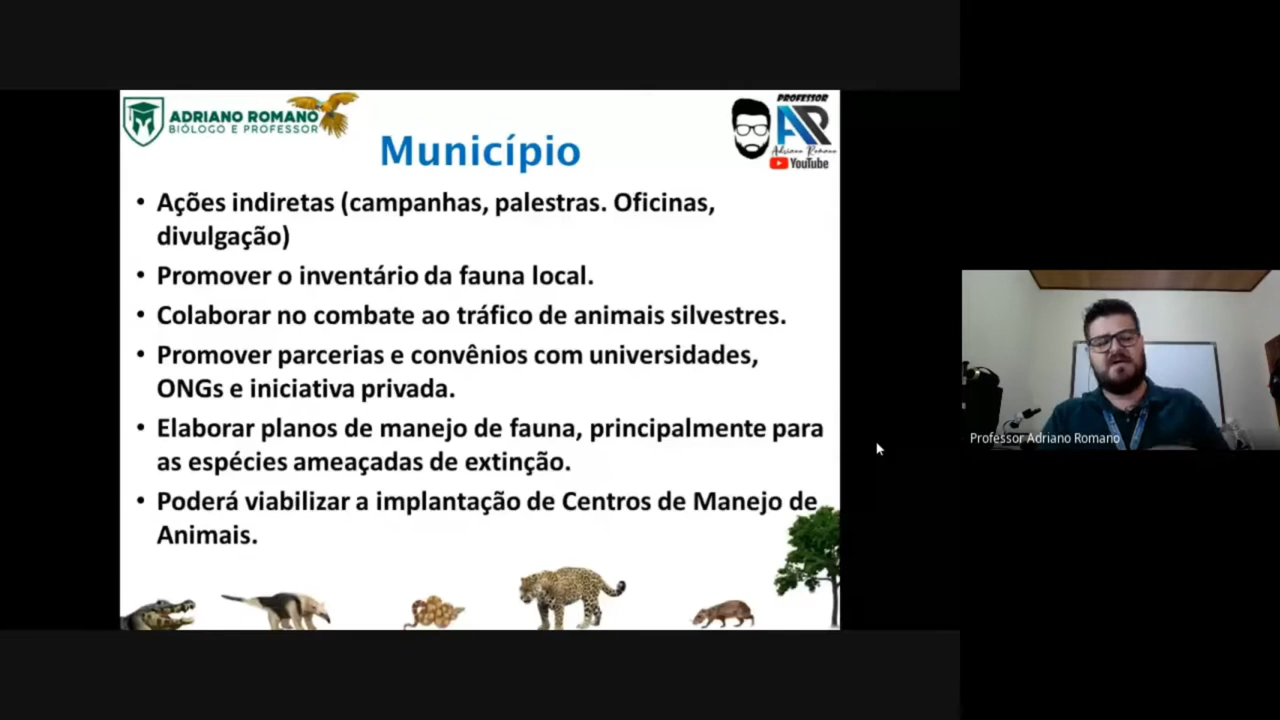 ADRIANO ROMANO
BIÓLOGO E PROFESSOR
PROFESSOR
AR
Adriano Romano
YouTube
Município
• Ações indiretas (campanhas, palestras. Oficinas,
divulgação)
• Promover o inventário da fauna local.
• Colaborar no combate ao tráfico de animais silvestres.
• Promover parcerias e convênios com universidades,
ONGs e iniciativa privada.
• Elaborar planos de manejo de fauna, principalmente para
as espécies ameaçadas de extinção.
• Poderá viabilizar a implantação de Centros de Manejo de
Animais.
Professor Adriano Romano